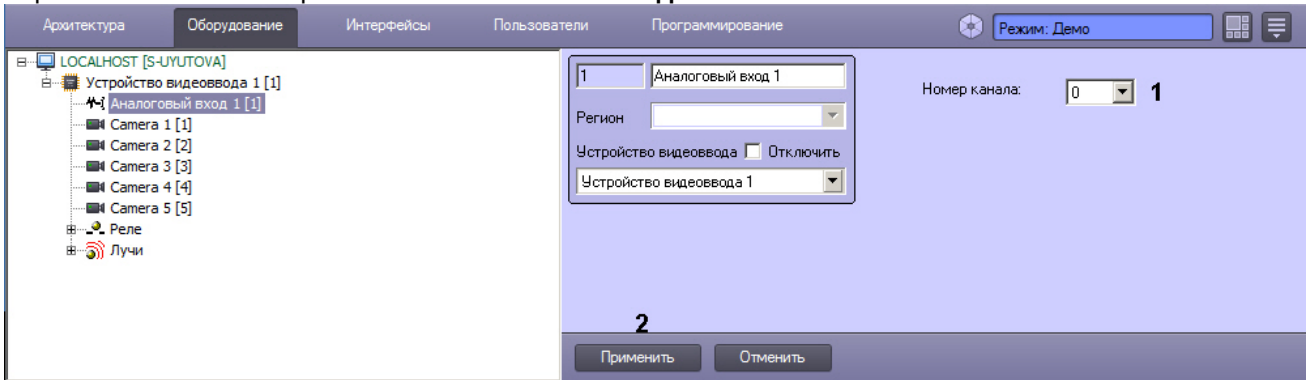 Архитектура Оборудование Интерфейсы Пользователи Программирование Режим: Демо
LOCALHOST [S-UYUTOVA]
Устройство видеоввода 1 [1]
Аналоговый вход 1 [1]
Camera 1 [1]
Camera 2 [2]
Camera 3 [3]
Camera 4 [4]
Camera 5 [5]
Реле
Лучи
1 Аналоговый вход 1
Регион
Устройство видеоввода Отключить
Устройство видеоввода 1
Номер канала: 0 1
2
Применить Отменить